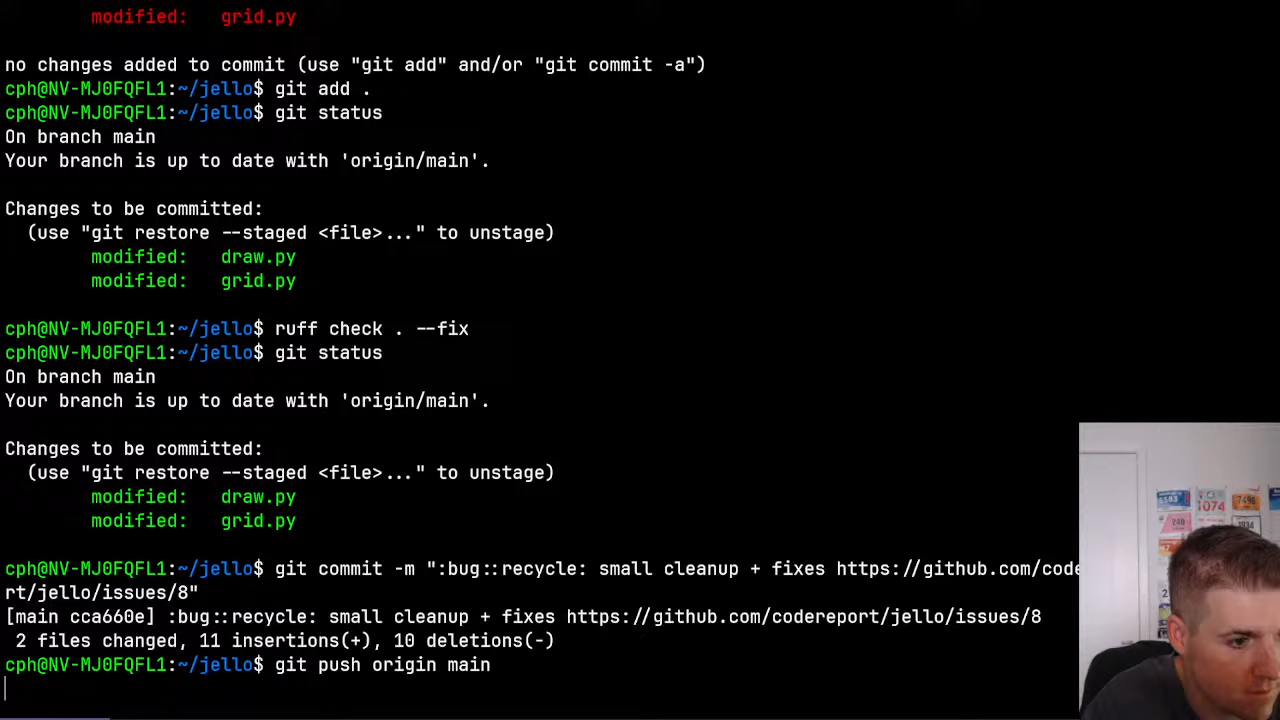 modified: grid.py
no changes added to commit (use "git add" and/or "git commit -a")
cph@NV-MJ0FQFL1:~/jello$ git add .
cph@NV-MJ0FQFL1:~/jello$ git status
On branch main
Your branch is up to date with 'origin/main'.
Changes to be committed:
(use "git restore --staged <file>..." to unstage)
modified: draw.py
modified: grid.py
cph@NV-MJ0FQFL1:~/jello$ ruff check . --fix
cph@NV-MJ0FQFL1:~/jello$ git status
On branch main
Your branch is up to date with 'origin/main'.
Changes to be committed:
(use "git restore --staged <file>..." to unstage)
modified: draw.py
modified: grid.py
cph@NV-MJ0FQFL1:~/jello$ git commit -m ":bug::recycle: small cleanup + fixes https://github.com/code
rt/jello/issues/8"
[main cca660e] :bug::recycle: small cleanup + fixes https://github.com/codereport/jello/issues/8
2 files changed, 11 insertions(+), 10 deletions(-)
cph@NV-MJ0FQFL1:~/jello$ git push origin main